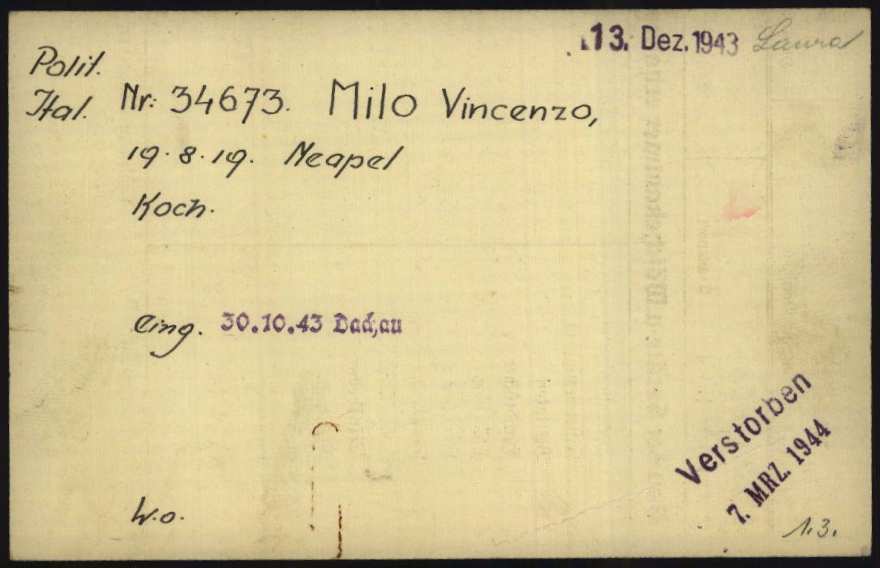 13. Dez. 1943 Laura
Polit.
Ital. Nr. 34673. Milo Vincenzo,
19.8.19. Neapel
Koch.
eing. 30.10.43 Dachau
W.o.
Verstorben
7. MRZ. 1944
1.3.